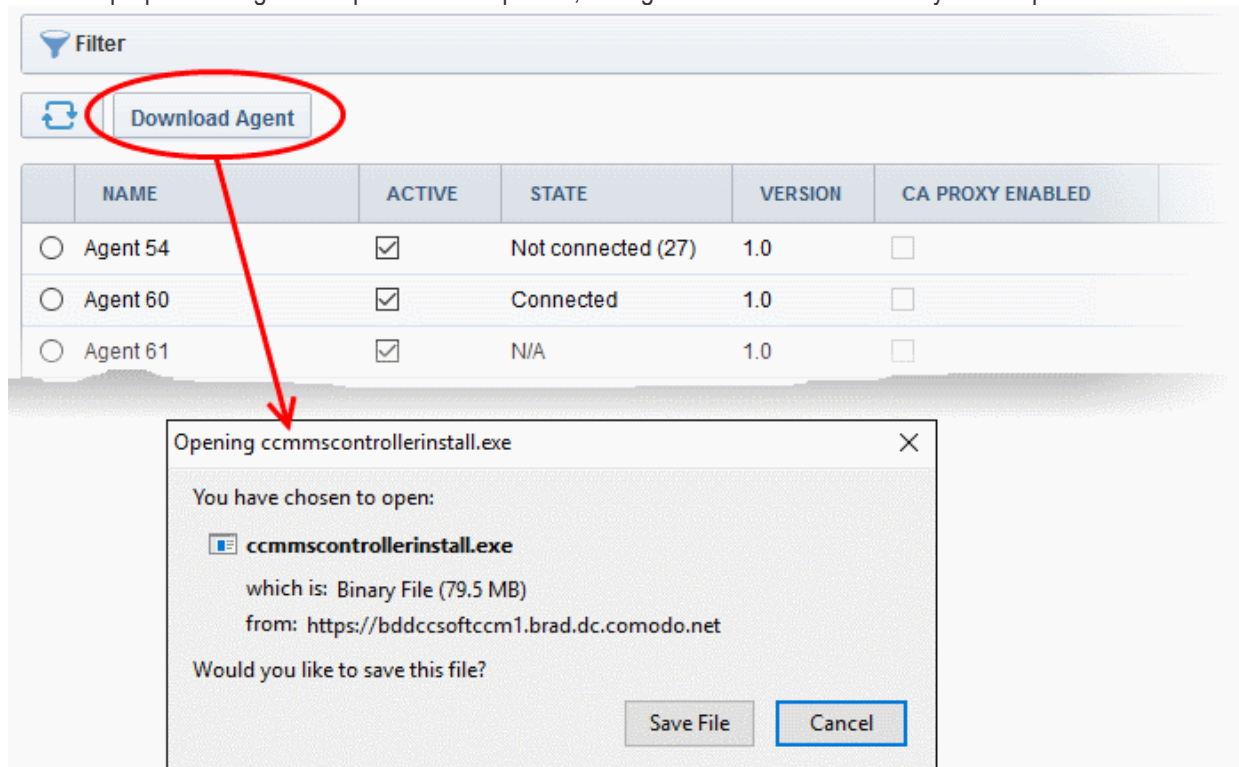 Filter
Download Agent
NAME ACTIVE STATE VERSION CA PROXY ENABLED
Agent 54 Not connected (27) 1.0
Agent 60 Connected 1.0
Agent 61 N/A 1.0
Opening ccmmscontrollerinstall.exe
You have chosen to open:
ccmmscontrollerinstall.exe
which is: Binary File (79.5 MB)
from: https://bddccsoftccm1.brad.dc.comodo.net
Would you like to save this file?
Save File Cancel